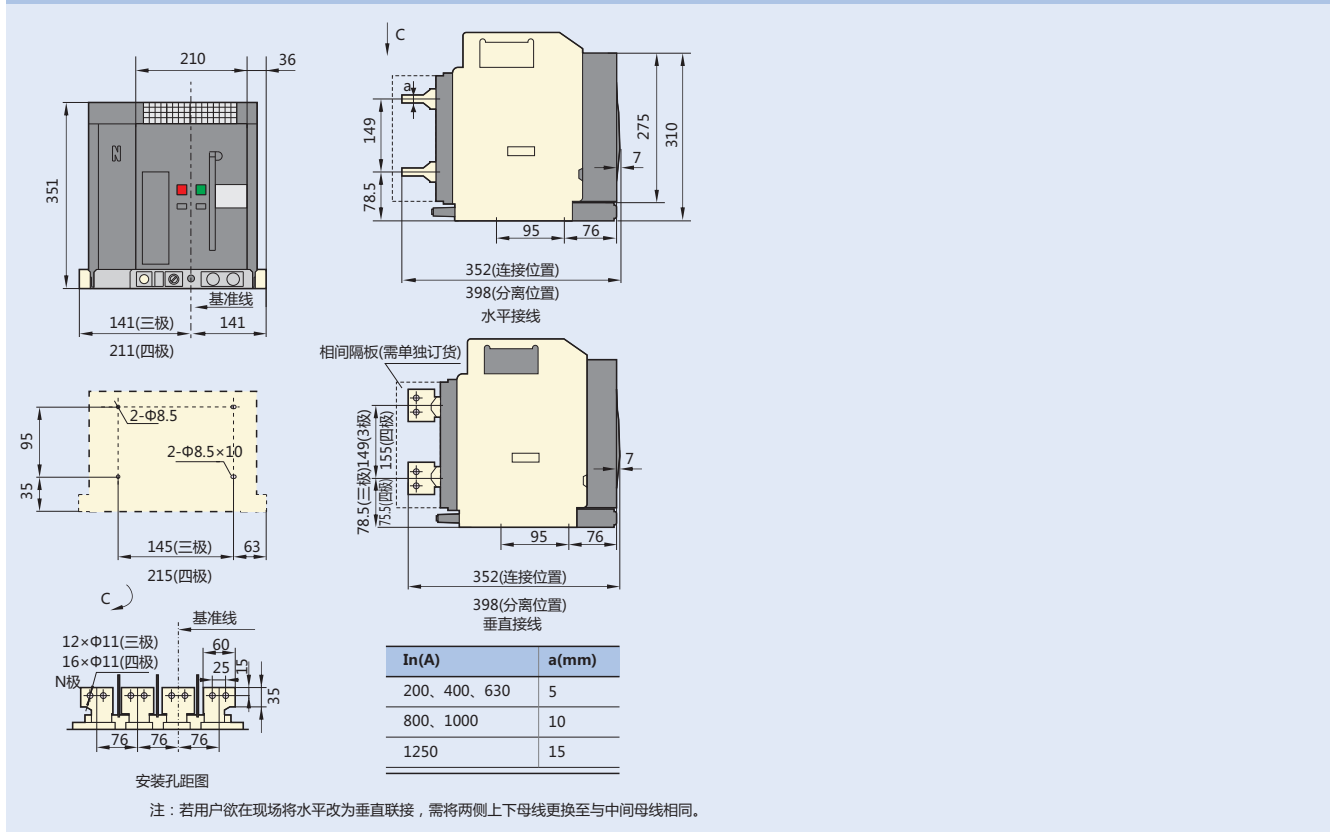 210
36
351
基准线
141(三极)
141
211(四极)
C
a
149
78.5
275
310
7
95
76
352(连接位置)
398(分离位置)
水平接线
2-Φ8.5
2-Φ8.5×10
95
35
145(三极)
63
215(四极)
相间隔板(需单独订货)
149(3极)
155(四极)
78.5(三极)
75.5(四极)
7
95
76
352(连接位置)
398(分离位置)
垂直接线
C
基准线
12×Φ11(三极)
16×Φ11(四极)
N极
60
25
15
35
76
76
76
安装孔距图
In(A) a(mm)
200、400、630 5
800、1000 10
1250 15
注：若用户欲在现场将水平改为垂直联接，需将两侧上下母线更换至与中间母线相同。